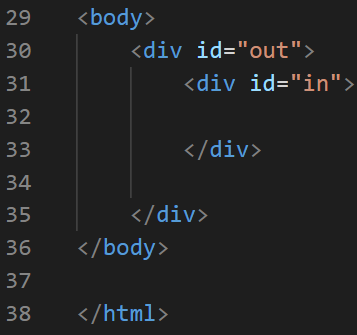 29 <body>
30 <div id="out">
31 <div id="in">
32
33 </div>
34
35 </div>
36 </body>
37
38 </html>